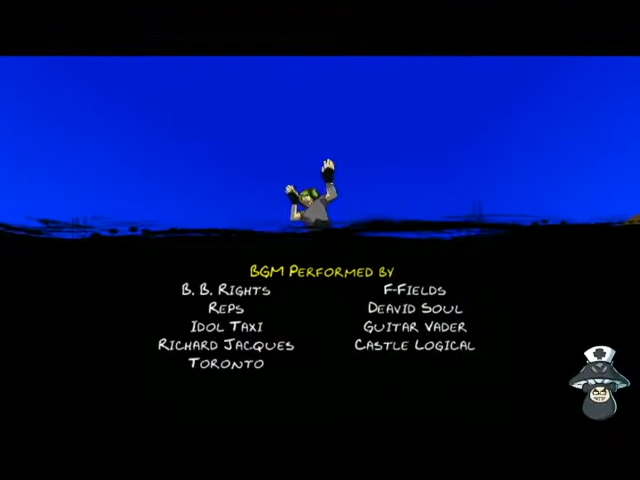 BGM Performed by
B. B. Rights
F-Fields
Reps
Deavid Soul
Idol Taxi
Guitar Vader
Richard Jacques
Castle Logical
Toronto